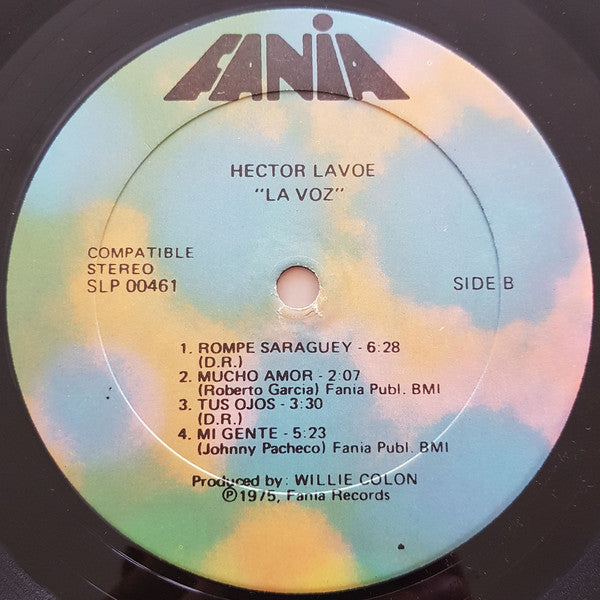 FANIA
HECTOR LAVOE
"LA VOZ"
COMPATIBLE
STEREO
SLP 00461
SIDE B
1. ROMPE SARAGUEY - 6:28
(D.R.)
2. MUCHO AMOR - 2:07
(Roberto Garcia) Fania Publ. BMI
3. TUS OJOS - 3:30
(D.R.)
4. MI GENTE - 5:23
(Johnny Pacheco) Fania Publ. BMI
Produced by: WILLIE COLON
℗1975, Fania Records